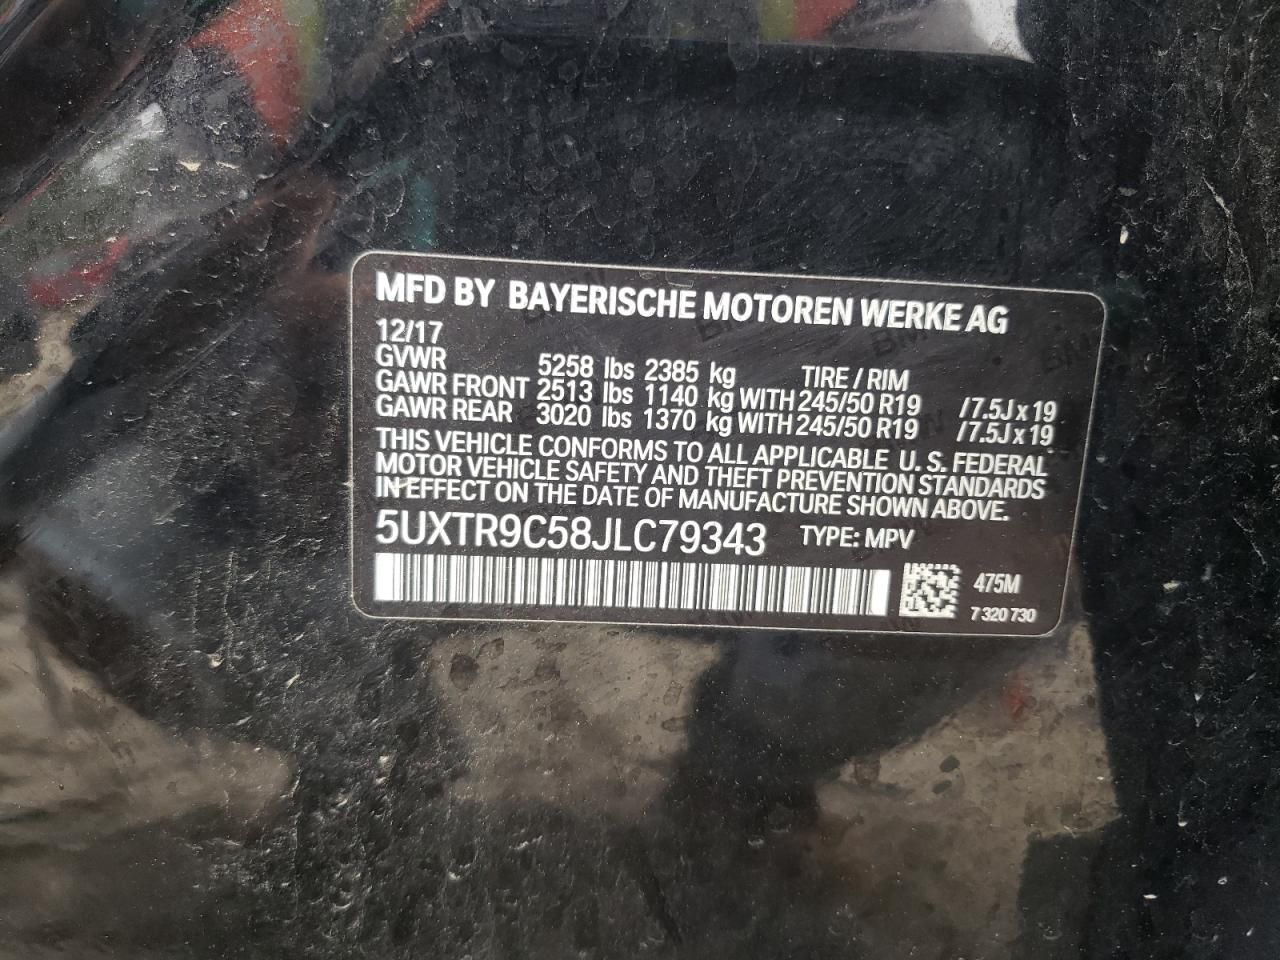 MFD BY BAYERISCHE MOTOREN WERKE AG
12/17
GVWR 5258 lbs 2385 kg TIRE / RIM
GAWR FRONT 2513 lbs 1140 kg WITH 245/50 R19 /7.5J x 19
GAWR REAR 3020 lbs 1370 kg WITH 245/50 R19 /7.5J x 19
THIS VEHICLE CONFORMS TO ALL APPLICABLE U. S. FEDERAL
MOTOR VEHICLE SAFETY AND THEFT PREVENTION STANDARDS
IN EFFECT ON THE DATE OF MANUFACTURE SHOWN ABOVE.
5UXTR9C58JLC79343 TYPE: MPV
475M
7 320 730